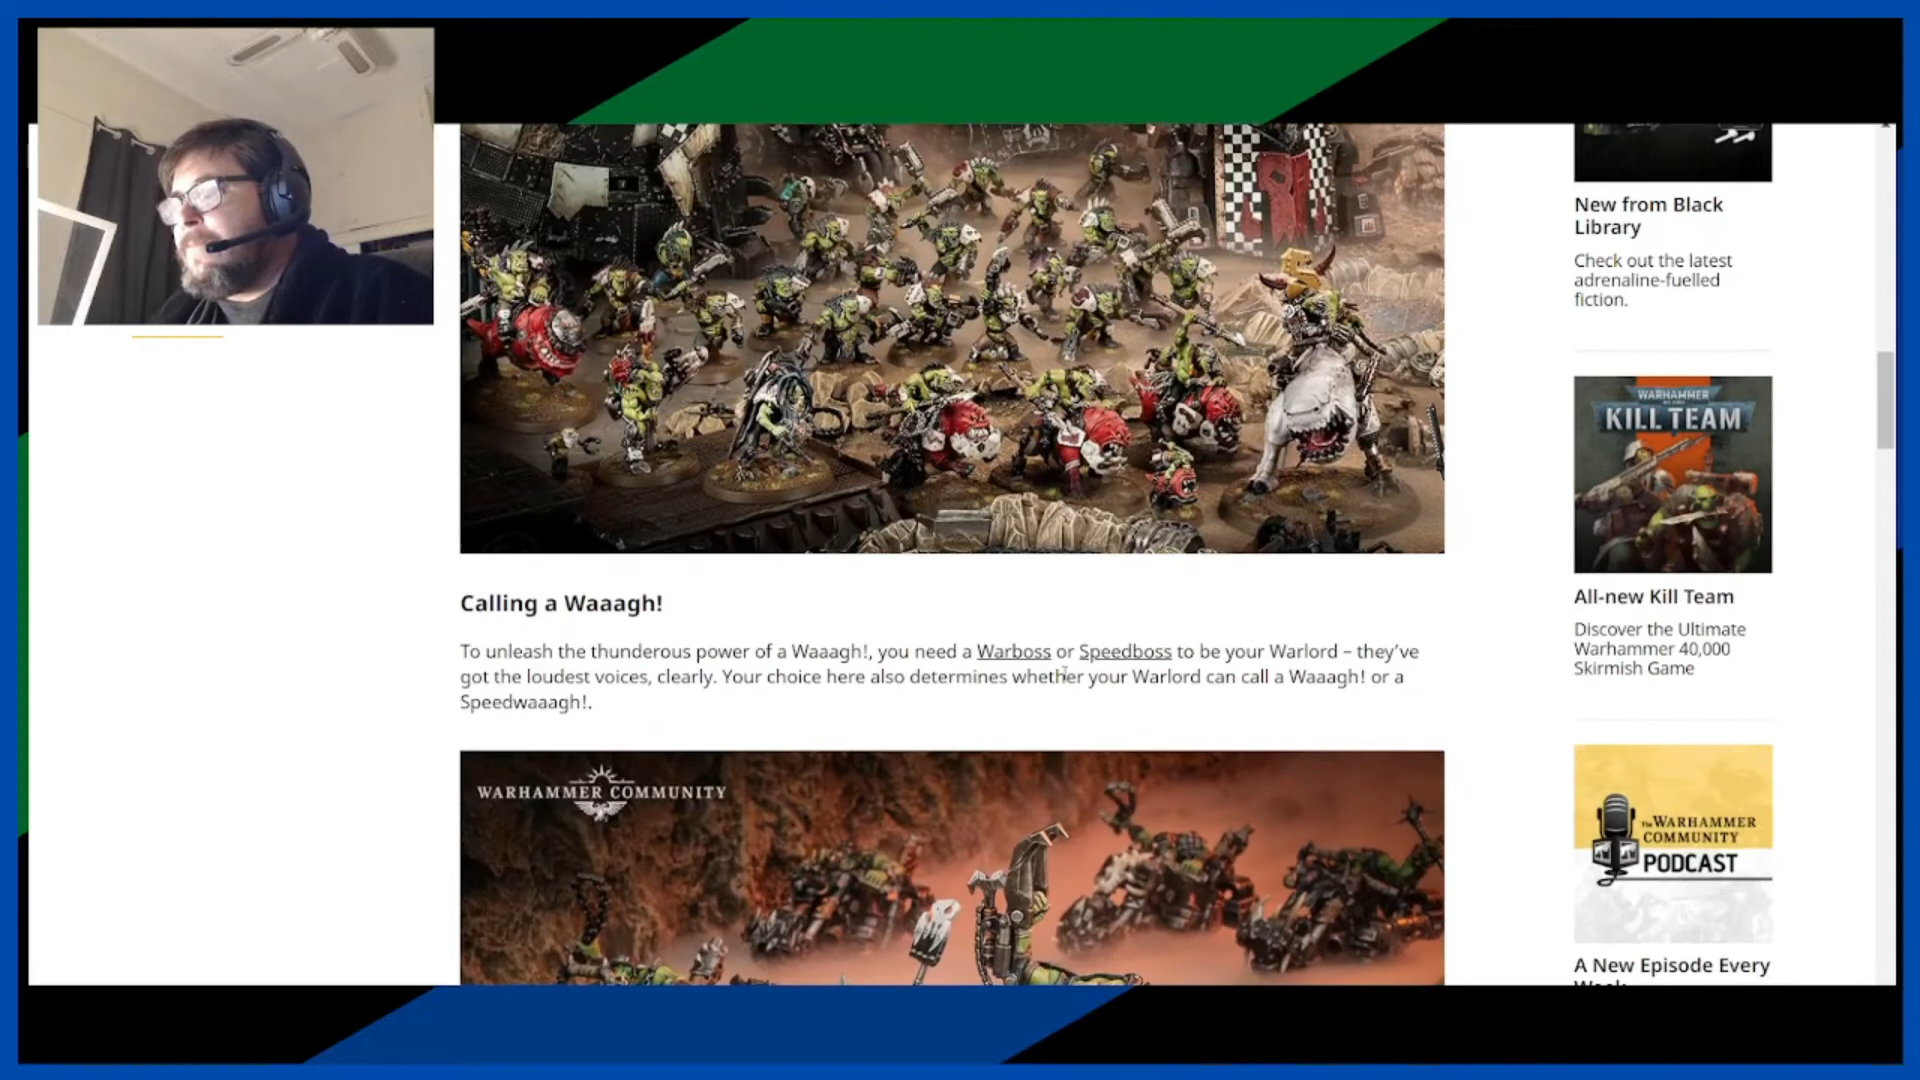 Calling a Waaagh!
To unleash the thunderous power of a Waaagh!, you need a Warboss or Speedboss to be your Warlord – they've
got the loudest voices, clearly. Your choice here also determines whether your Warlord can call a Waaagh! or a
Speedwaaagh!.
WARHAMMER COMMUNITY
New from Black
Library
Check out the latest
adrenaline-fuelled
fiction.
WARHAMMER
KILL TEAM
All-new Kill Team
Discover the Ultimate
Warhammer 40,000
Skirmish Game
The WARHAMMER
COMMUNITY
PODCAST
A New Episode Every